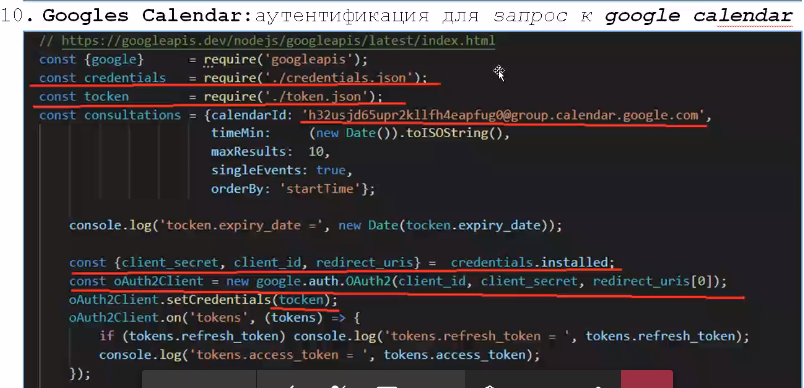 10. Googles Calendar:аутентификация для запрос к google calendar
// https://googleapis.dev/nodejs/googleapis/latest/index.html
const {google} = require('googleapis');
const credentials = require('./credentials.json');
const tocken = require('./token.json');
const consultations = {calendarId: 'h32usjd65upr2kllfh4eapfug0@group.calendar.google.com',
timeMin: (new Date()).toISOString(),
maxResults: 10,
singleEvents: true,
orderBy: 'startTime'};
console.log('tocken.expiry_date =', new Date(tocken.expiry_date));
const {client_secret, client_id, redirect_uris} = credentials.installed;
const oAuth2Client = new google.auth.OAuth2(client_id, client_secret, redirect_uris[0]);
oAuth2Client.setCredentials(tocken);
oAuth2Client.on('tokens', (tokens) => {
if (tokens.refresh_token) console.log('tokens.refresh_token = ', tokens.refresh_token);
console.log('tokens.access_token = ', tokens.access_token);
});